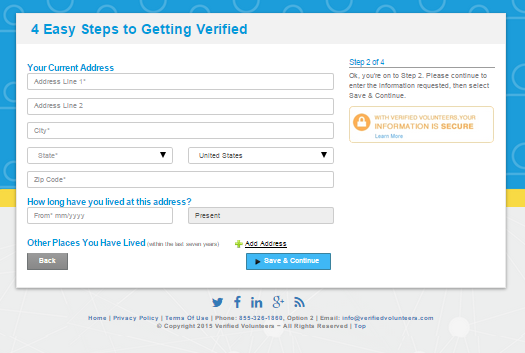 4 Easy Steps to Getting Verified
Your Current Address
Address Line 1*
Address Line 2
City*
State*
United States
Zip Code*
How long have you lived at this address?
From* mm/yyyy
Present
Other Places You Have Lived (within the last seven years)
Add Address
Back
Save & Continue
Step 2 of 4
Ok, you're on to Step 2. Please continue to
enter the information requested, then select
Save & Continue.
WITH VERIFIED VOLUNTEERS, YOUR
INFORMATION IS SECURE
Learn More
Home | Privacy Policy | Terms Of Use | Phone: 855-326-1860, Option 2 | Email: info@verifiedvolunteers.com
© Copyright 2015 Verified Volunteers ~ All Rights Reserved | Top